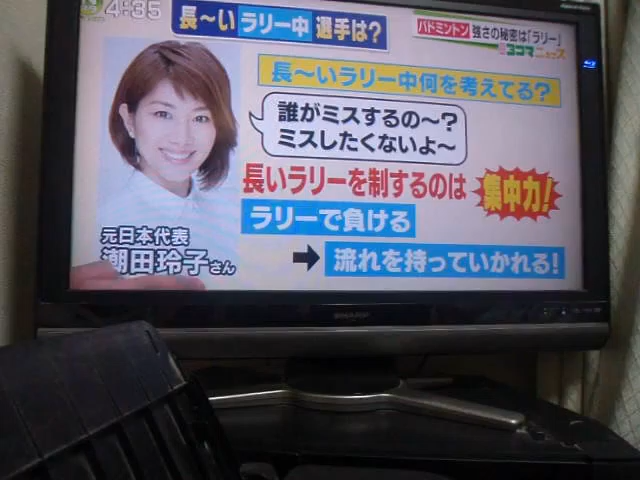 4:35
長〜いラリー中選手は?
バドミントン 強さの秘密は「ラリー」
ヨコマニュース
長〜いラリー中何を考えてる?
誰がミスするの〜?
ミスしたくないよ〜
長いラリーを制するのは
集中力!
ラリーで負ける
元日本代表
潮田玲子さん
➡流れを持っていかれる!
SHARP